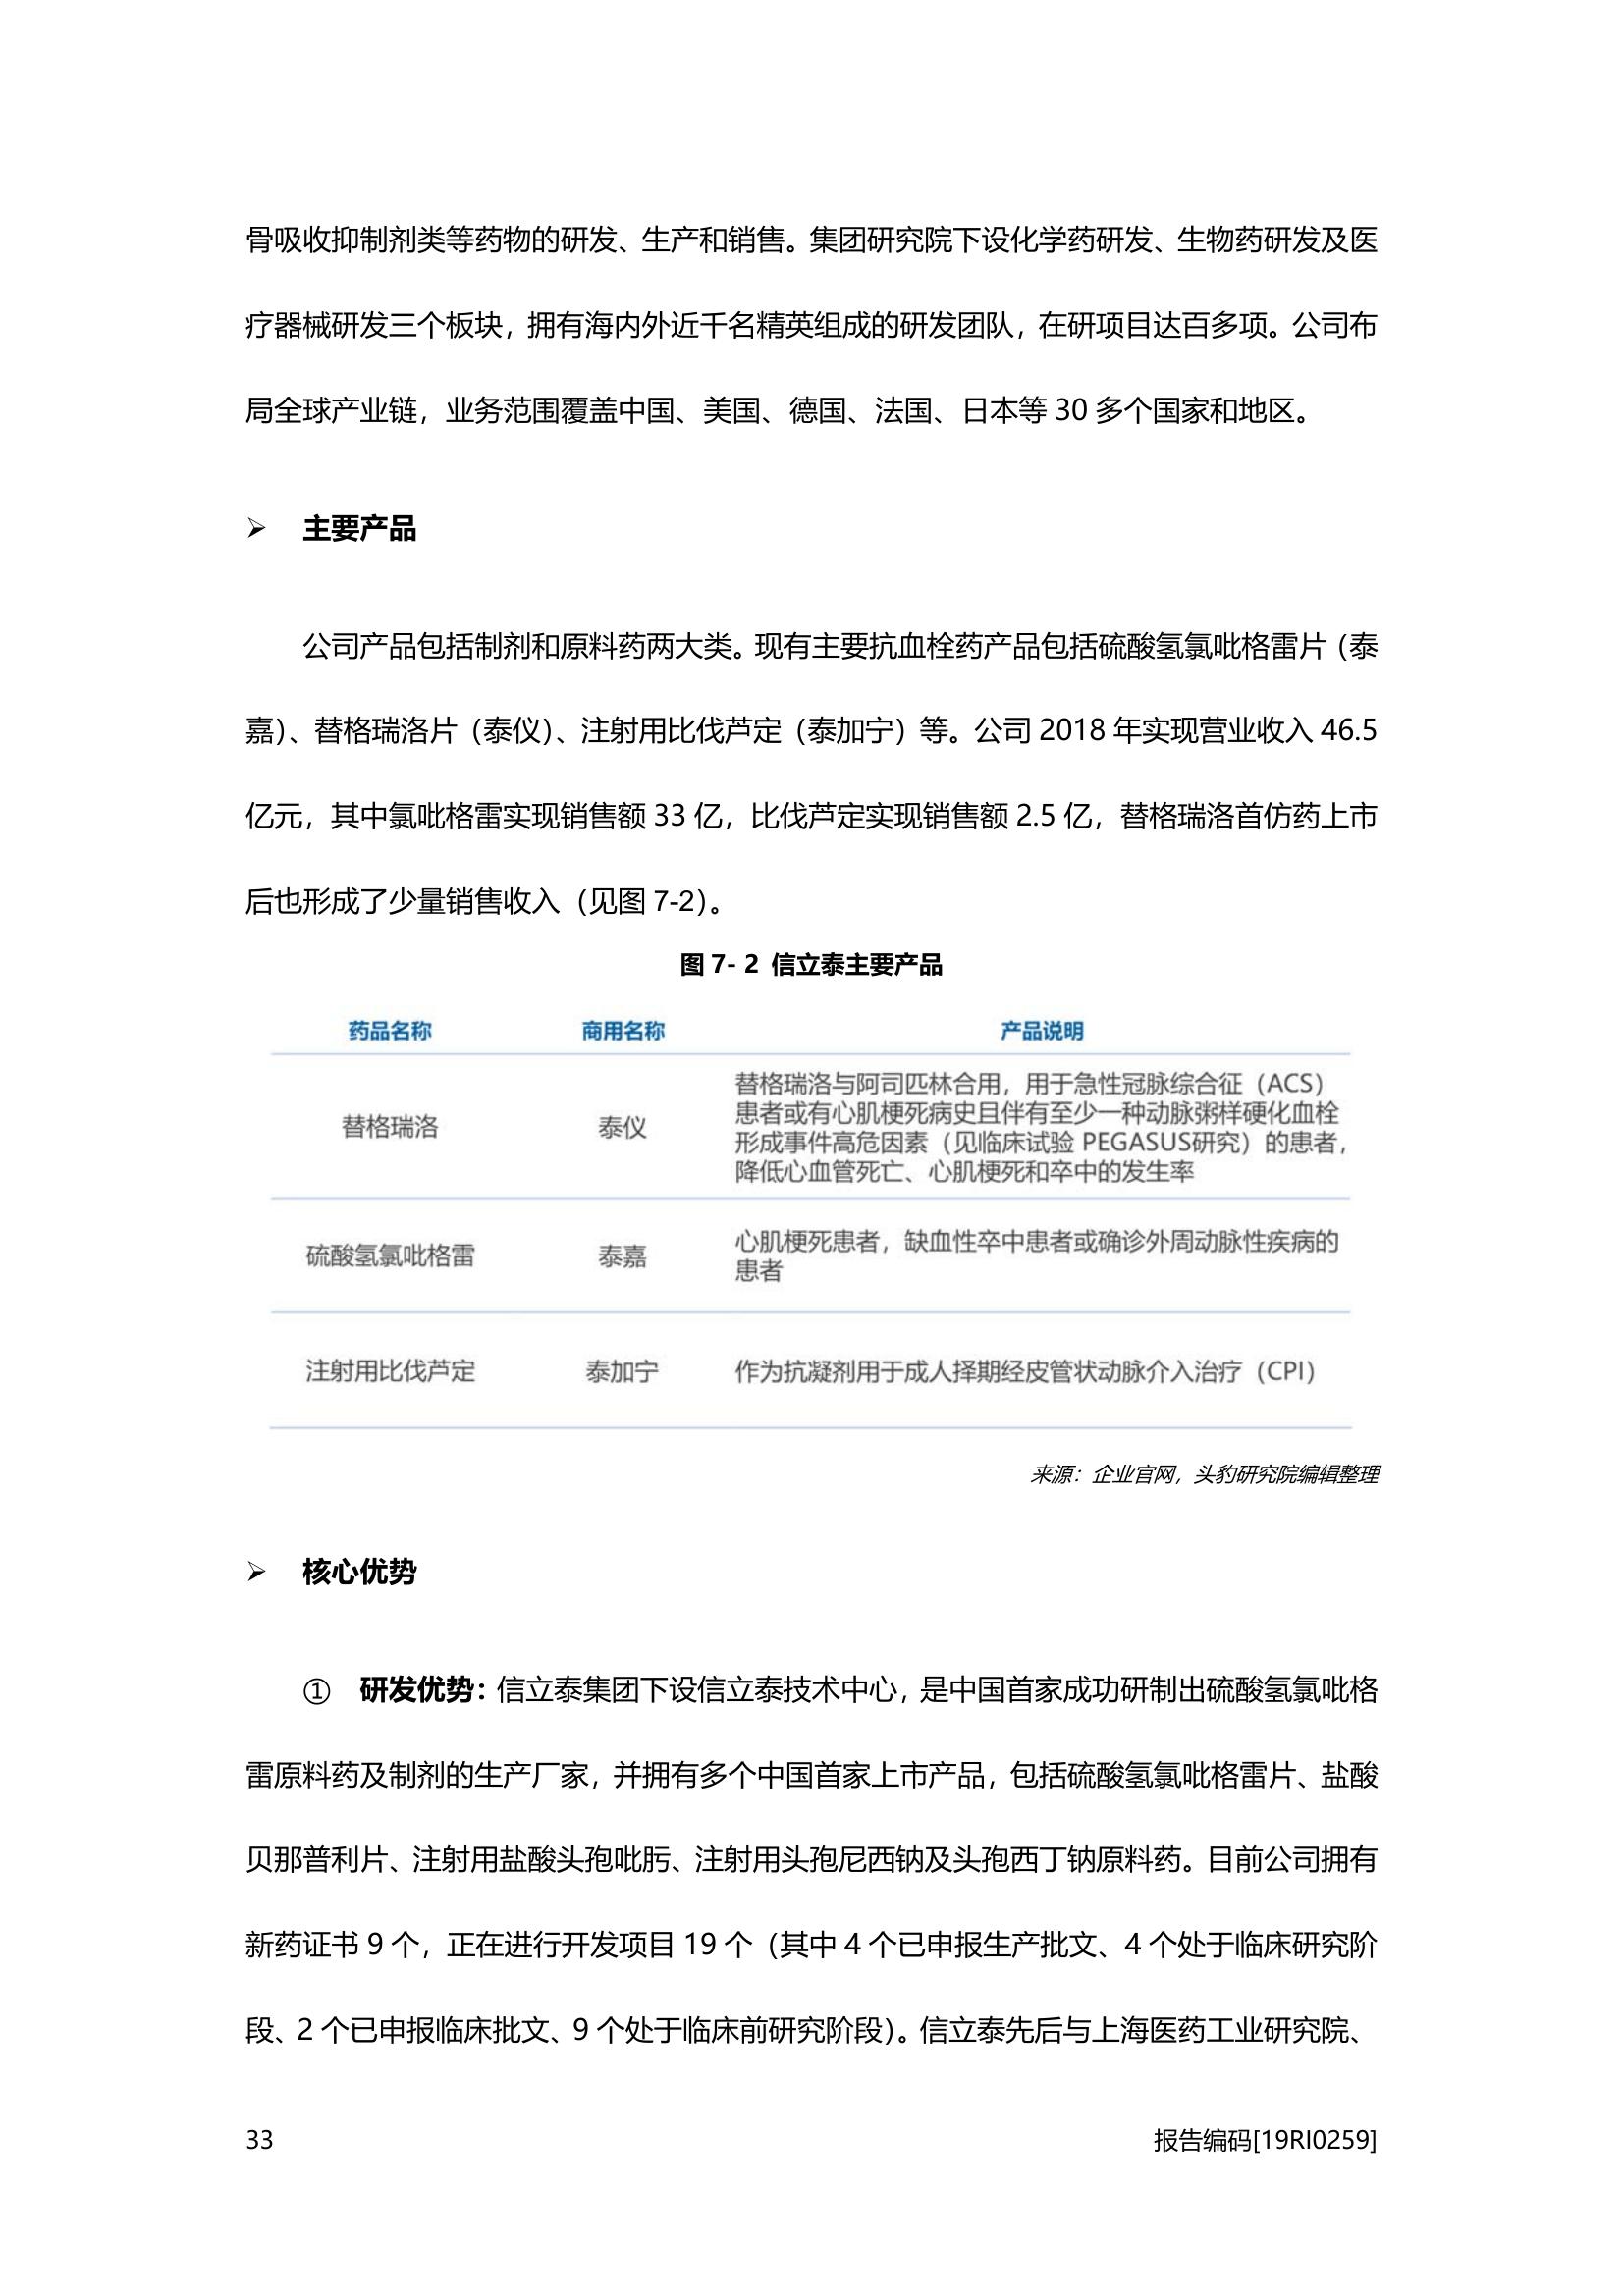 骨吸收抑制剂类等药物的研发、生产和销售。集团研究院下设化学药研发、生物药研发及医
疗器械研发三个板块，拥有海内外近千名精英组成的研发团队，在研项目达百多项。公司布
局全球产业链，业务范围覆盖中国、美国、德国、法国、日本等 30 多个国家和地区。
➢ 主要产品
公司产品包括制剂和原料药两大类。现有主要抗血栓药产品包括硫酸氢氯吡格雷片（泰
嘉）、替格瑞洛片（泰仪）、注射用比伐芦定（泰加宁）等。公司 2018 年实现营业收入 46.5
亿元，其中氯吡格雷实现销售额 33 亿，比伐芦定实现销售额 2.5 亿，替格瑞洛首仿药上市
后也形成了少量销售收入（见图 7-2）。
图 7- 2 信立泰主要产品
药品名称 商用名称 产品说明
替格瑞洛 泰仪 替格瑞洛与阿司匹林合用，用于急性冠脉综合征（ACS）
患者或有心肌梗死病史且伴有至少一种动脉粥样硬化血栓
形成事件高危因素（见临床试验 PEGASUS研究）的患者，
降低心血管死亡、心肌梗死和卒中的发生率
硫酸氢氯吡格雷 泰嘉 心肌梗死患者，缺血性卒中患者或确诊外周动脉性疾病的
患者
注射用比伐芦定 泰加宁 作为抗凝剂用于成人择期经皮管状动脉介入治疗（CPI）
来源：企业官网，头豹研究院编辑整理
➢ 核心优势
① 研发优势：信立泰集团下设信立泰技术中心，是中国首家成功研制出硫酸氢氯吡格
雷原料药及制剂的生产厂家，并拥有多个中国首家上市产品，包括硫酸氢氯吡格雷片、盐酸
贝那普利片、注射用盐酸头孢吡肟、注射用头孢尼西钠及头孢西丁钠原料药。目前公司拥有
新药证书 9 个，正在进行开发项目 19 个（其中 4 个已申报生产批文、4 个处于临床研究阶
段、2 个已申报临床批文、9 个处于临床前研究阶段）。信立泰先后与上海医药工业研究院、
33 报告编码[19RI0259]